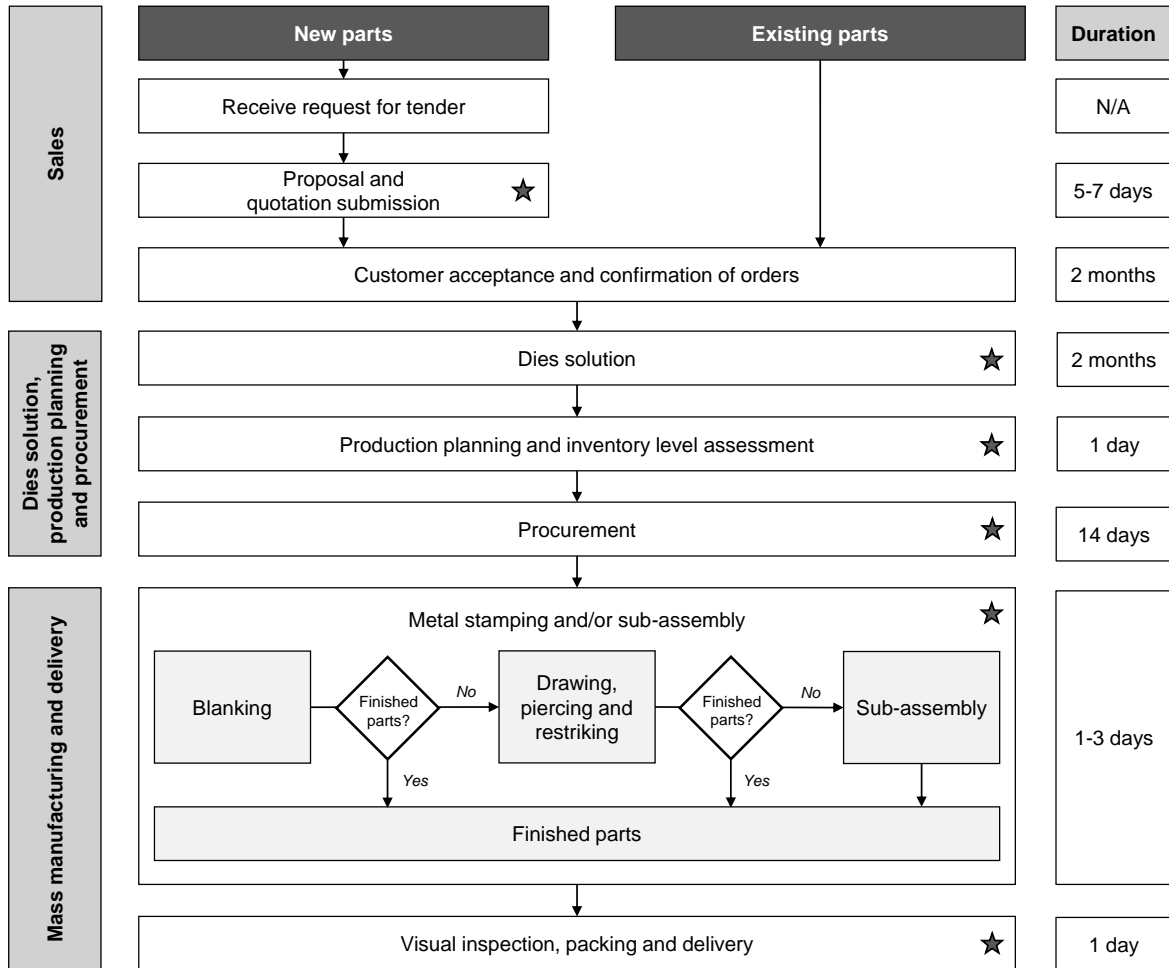 New parts
Existing parts
Duration
Sales
Receive request for tender
N/A
Proposal and
quotation submission
5-7 days
Customer acceptance and confirmation of orders
2 months
Dies solution,
production planning
and procurement
Dies solution
2 months
Production planning and inventory level assessment
1 day
Procurement
14 days
Mass manufacturing and delivery
Metal stamping and/or sub-assembly
Blanking
Finished
parts?
No
Yes
Drawing,
piercing and
restriking
Finished
parts?
No
Yes
Sub-assembly
Finished parts
1-3 days
Visual inspection, packing and delivery
1 day